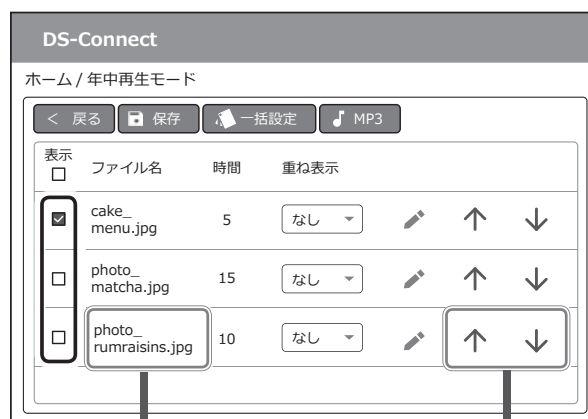 DS-Connect
ホーム / 年中再生モード
< 戻る 保存 一括設定 MP3
表示 ファイル名 時間 重ね表示
cake_
menu.jpg 5 なし
photo_
matcha.jpg 15 なし
photo_
rumraisins.jpg 10 なし